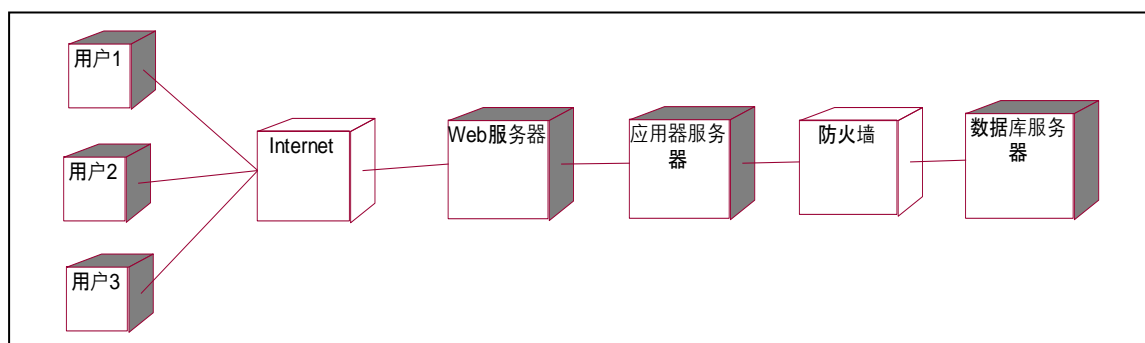 用户1
用户2
用户3
Internet
Web服务器
应用器服务
器
防火墙
数据库服务
器